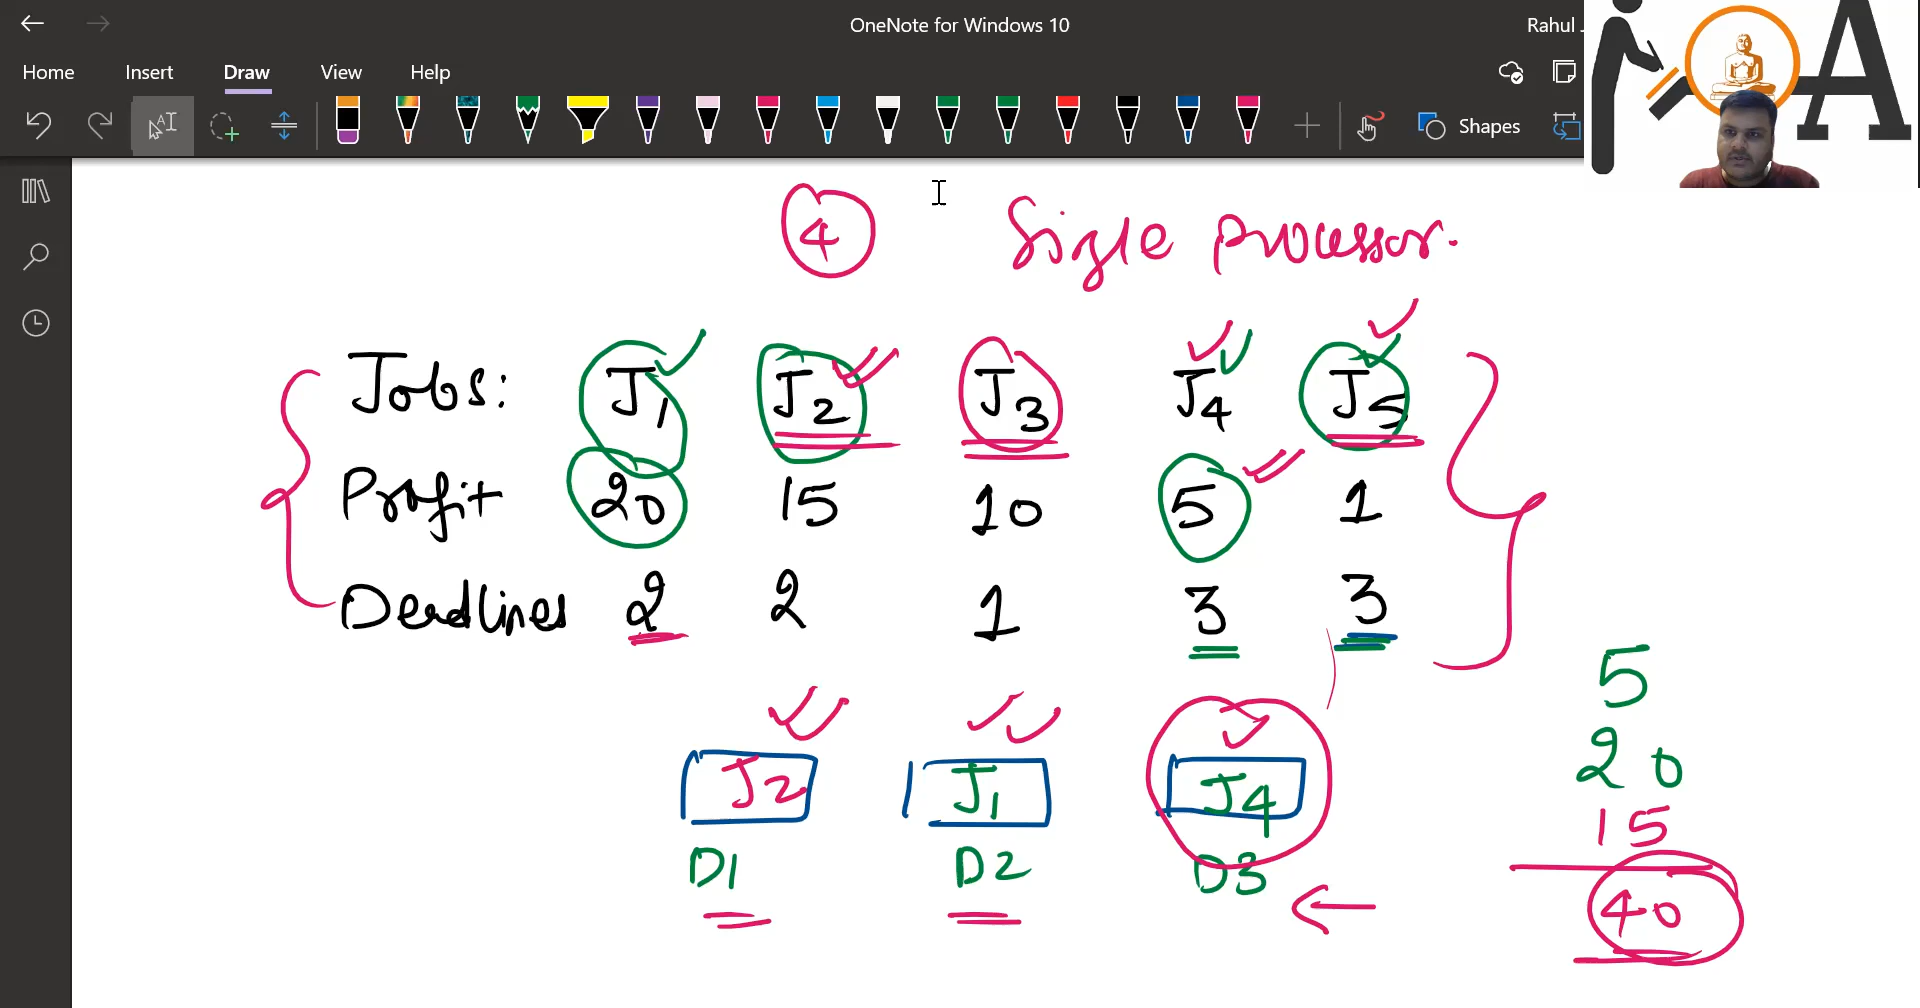 OneNote for Windows 10
Rahul J
Home Insert Draw View Help
Shapes
A
4 Single Processor.
Jobs: J1 J2 J3 J4 J5
Profit 20 15 10 5 1
Deadlines 2 2 1 3 3
5
20
15
40
J2 J1 J4
D1 D2 D3